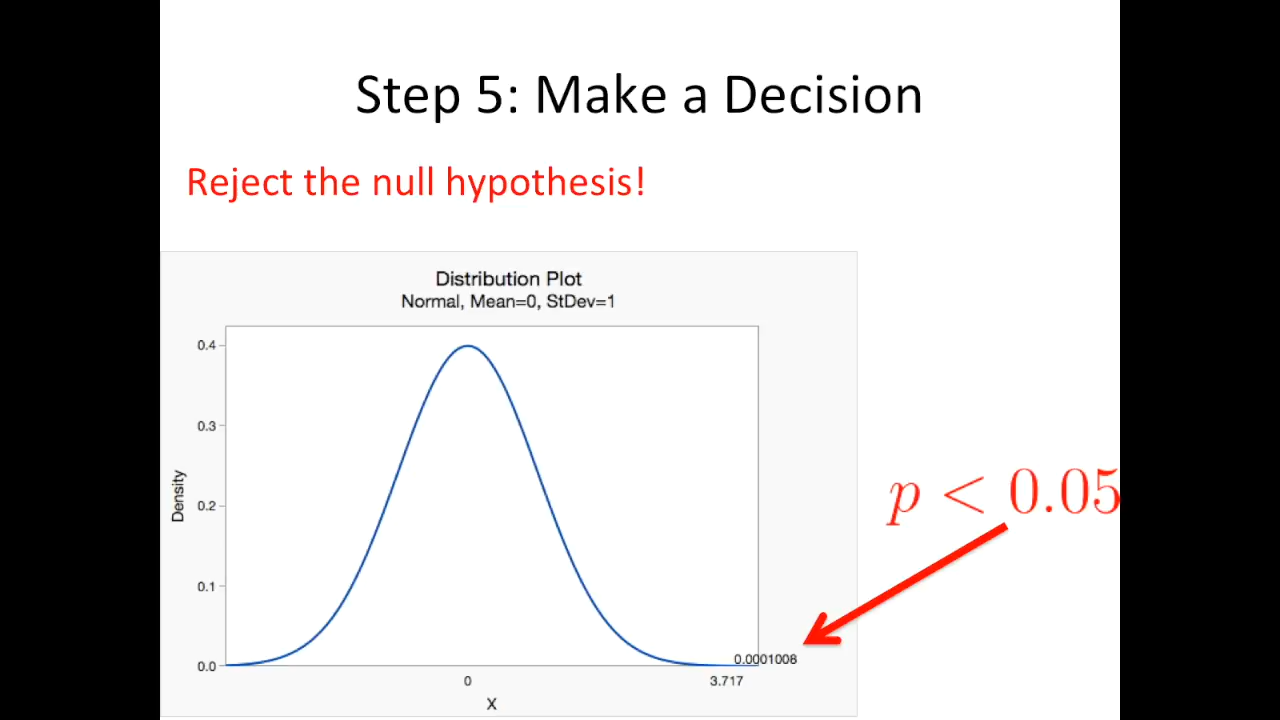 Step 5: Make a Decision
Reject the null hypothesis!
Distribution Plot
Normal, Mean=0, StDev=1
0.4
0.3
0.2
0.1
0.0
Density
p < 0.05
0.0001008
0
3.717
X